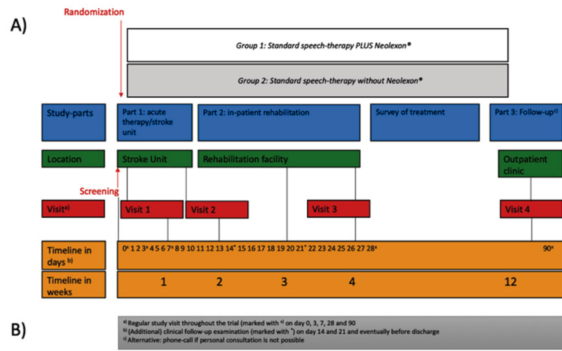 A)
Randomization
Group 1: Standard speech-therapy PLUS Neolexon®
Group 2: Standard speech-therapy without Neolexon®
Study-parts
Part 1: acute
therapy/stroke
unit
Part 2: in-patient rehabilitation
Survey of treatment
Part 3: Follow-up c)
Location
Stroke Unit
Rehabilitation facility
Outpatient
clinic
Screening
Visit a)
Visit 1
Visit 2
Visit 3
Visit 4
Timeline in
days b)
0ˣ 1 2 3ˣ 4 5 6 7ˣ 8 9 10 11 12 13 14⁺ 15 16 17 18 19 20 21⁺ 22 23 24 25 26 27 28ˣ 90ˣ
Timeline in
weeks
1 2 3 4 12
B)
a) Regular study visit throughout the trial (marked with x) on day 0, 3, 7, 28 and 90
b) (Additional) clinical follow-up examination (marked with +) on day 14 and 21 and eventually before discharge
c) Alternative: phone-call if personal consultation is not possible